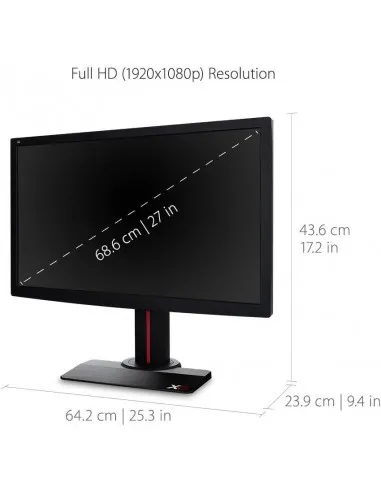 Full HD (1920x1080p) Resolution
68.6 cm | 27 in
43.6 cm
17.2 in
23.9 cm | 9.4 in
64.2 cm | 25.3 in